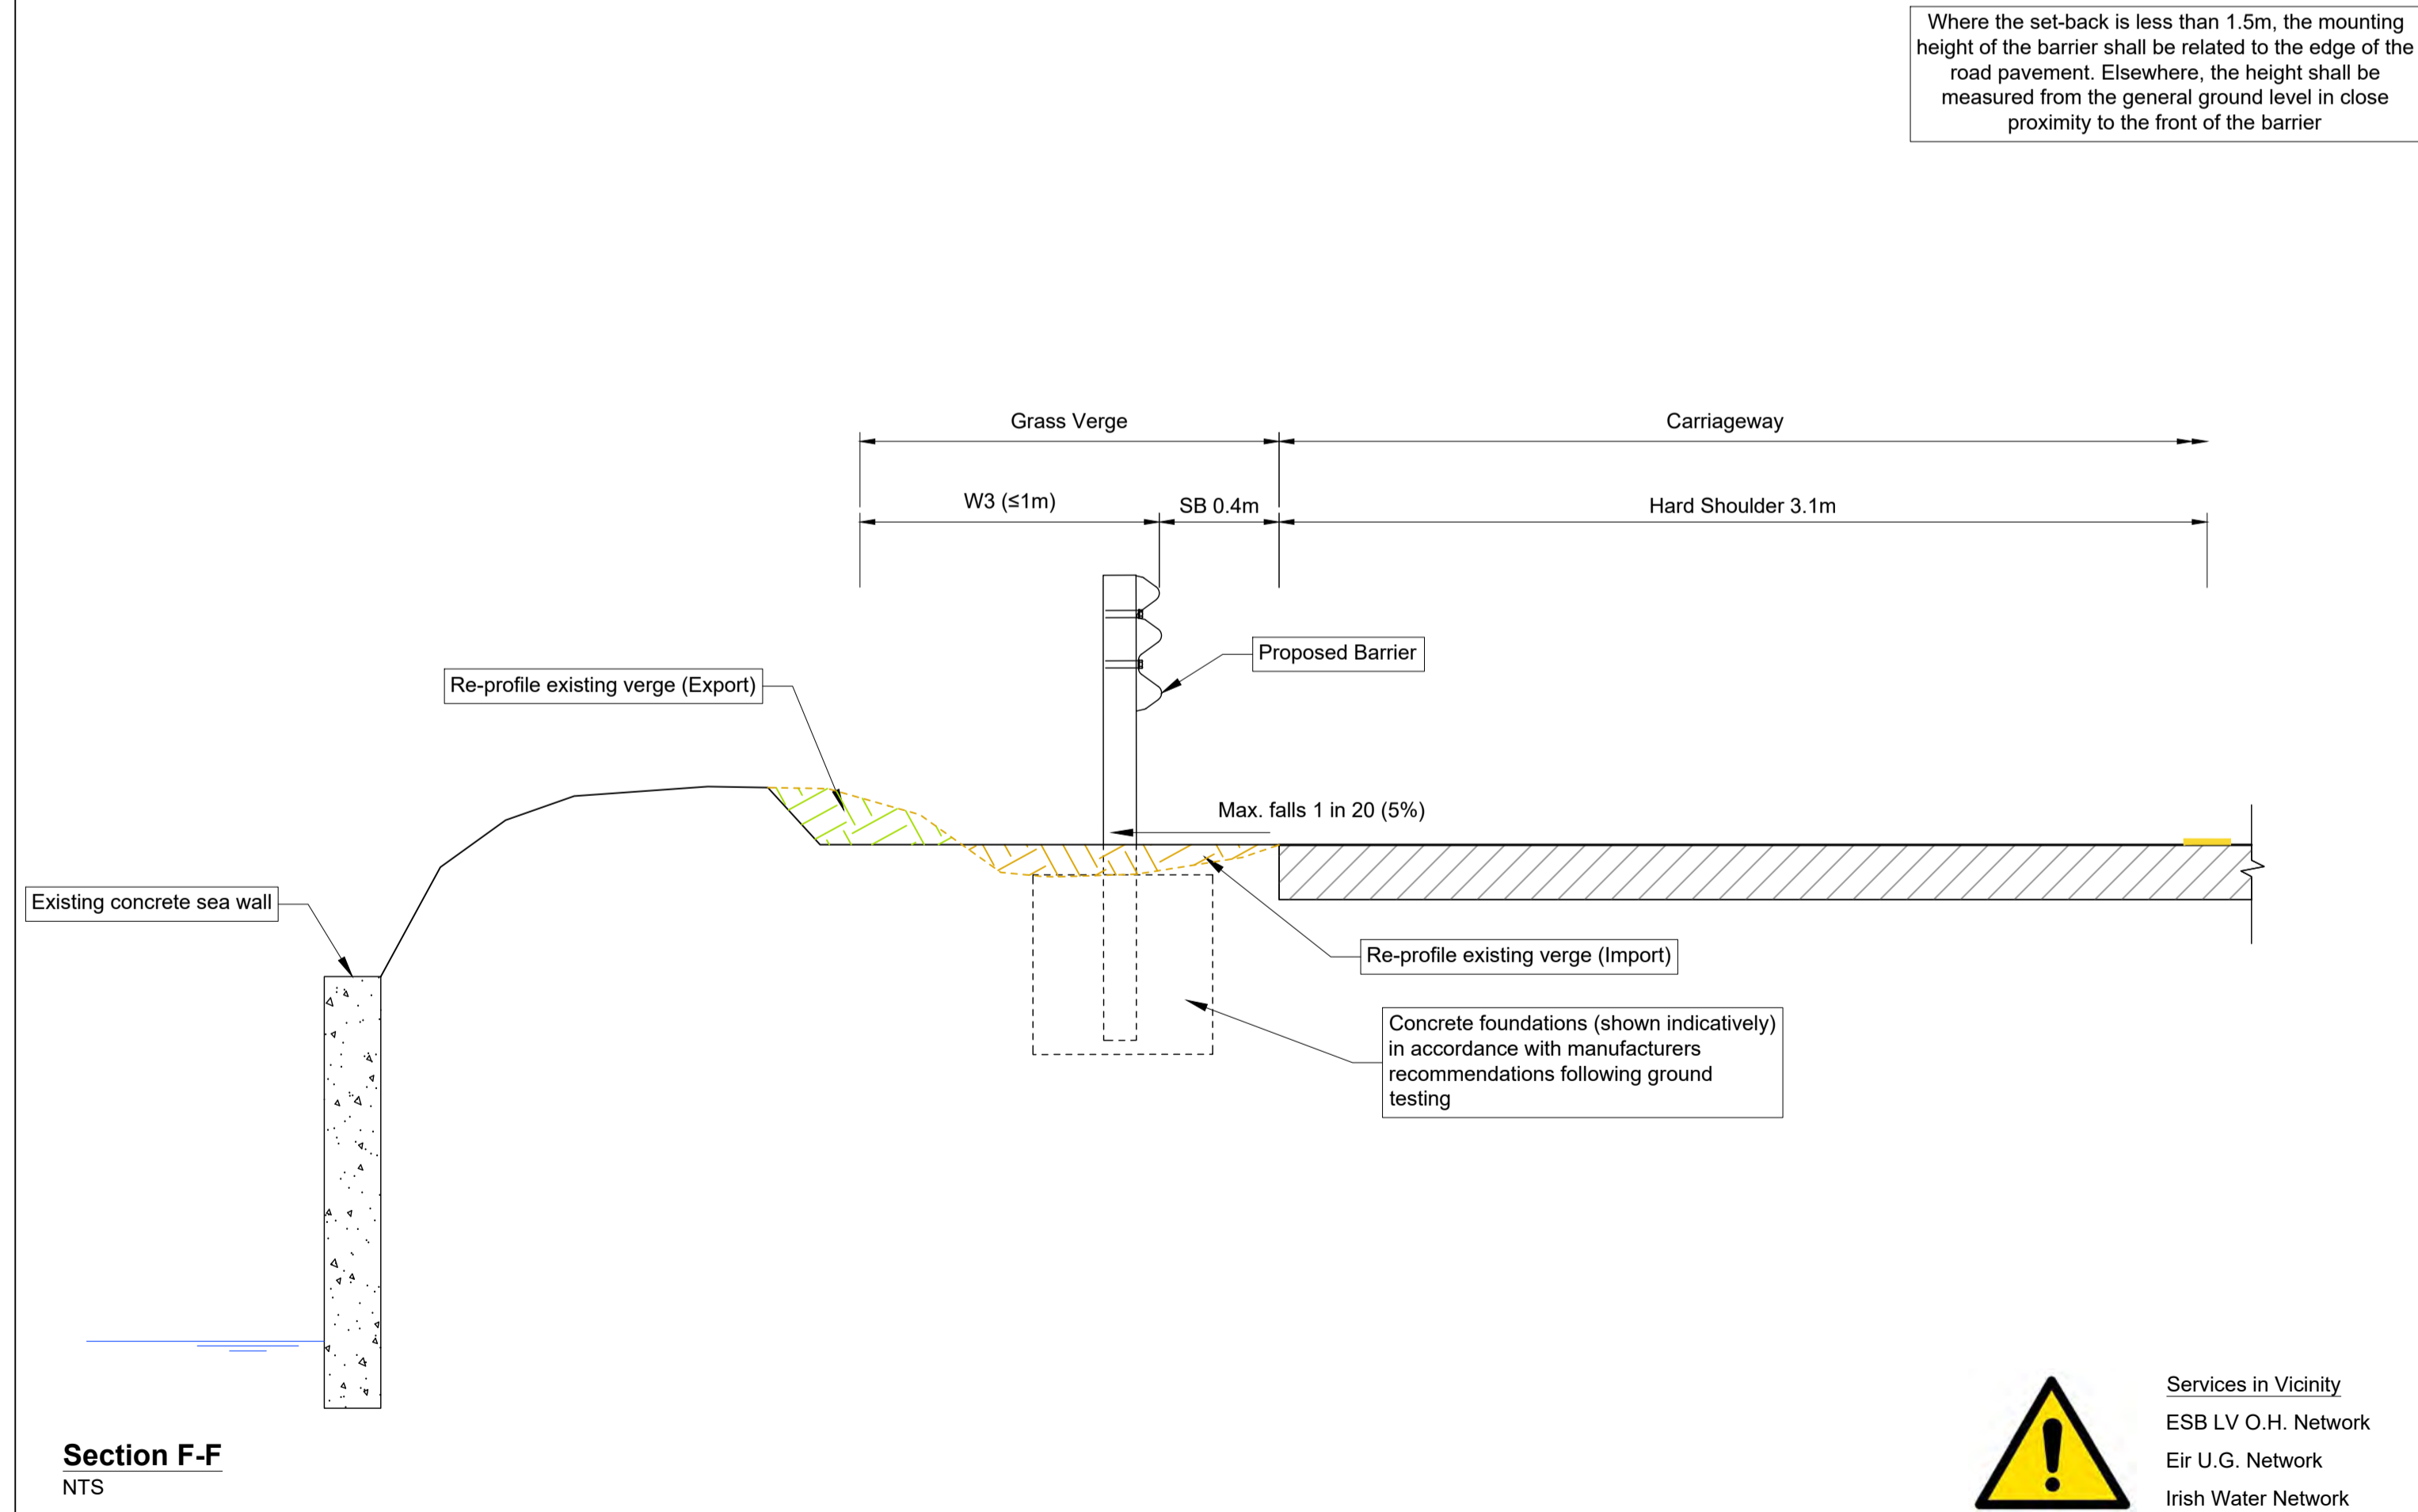 Where the set-back is less than 1.5m, the mounting
height of the barrier shall be related to the edge of the
road pavement. Elsewhere, the height shall be
measured from the general ground level in close
proximity to the front of the barrier
Grass Verge
Carriageway
W3 (≤1m)
SB 0.4m
Hard Shoulder 3.1m
Proposed Barrier
Re-profile existing verge (Export)
Max. falls 1 in 20 (5%)
Existing concrete sea wall
Re-profile existing verge (Import)
Concrete foundations (shown indicatively)
in accordance with manufacturers
recommendations following ground
testing
Section F-F
NTS
Services in Vicinity
ESB LV O.H. Network
Eir U.G. Network
Irish Water Network